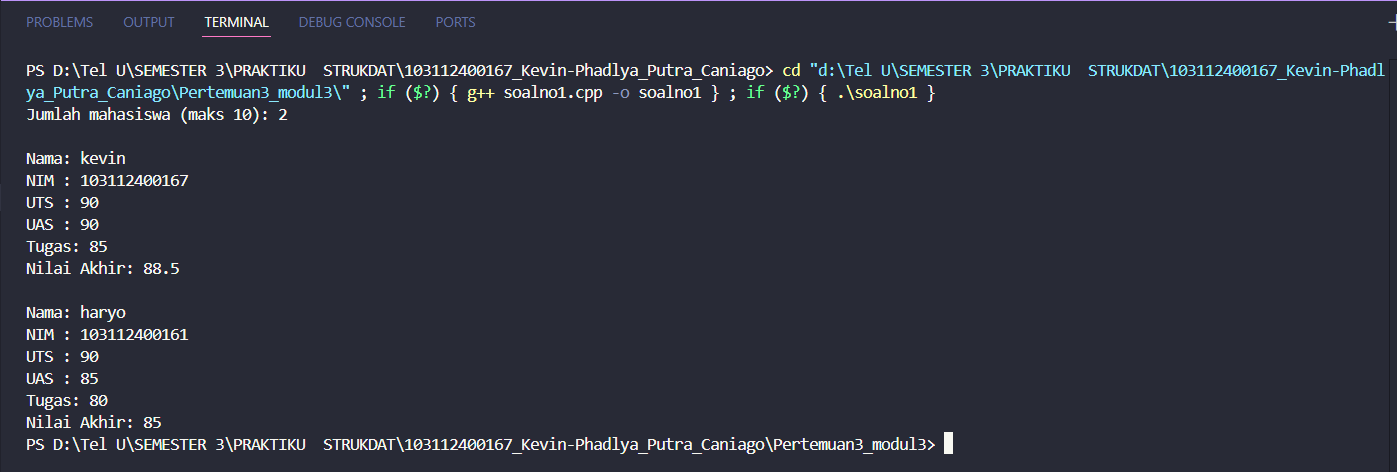 PROBLEMS OUTPUT TERMINAL DEBUG CONSOLE PORTS
PS D:\Tel U\SEMESTER 3\PRAKTIKU  STRUKDAT\103112400167_Kevin-Phadlya_Putra_Caniago> cd "d:\Tel U\SEMESTER 3\PRAKTIKU  STRUKDAT\103112400167_Kevin-Phadl
ya_Putra_Caniago\Pertemuan3_modul3\" ; if ($?) { g++ soalno1.cpp -o soalno1 } ; if ($?) { .\soalno1 }
Jumlah mahasiswa (maks 10): 2
Nama: kevin
NIM : 103112400167
UTS : 90
UAS : 90
Tugas: 85
Nilai Akhir: 88.5
Nama: haryo
NIM : 103112400161
UTS : 90
UAS : 85
Tugas: 80
Nilai Akhir: 85
PS D:\Tel U\SEMESTER 3\PRAKTIKU  STRUKDAT\103112400167_Kevin-Phadlya_Putra_Caniago\Pertemuan3_modul3>